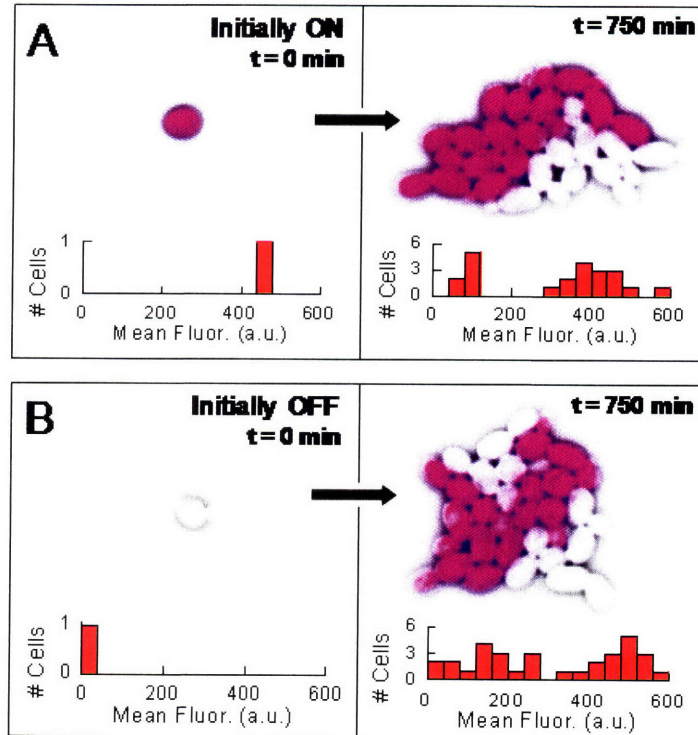 A
Initially ON
t = 0 min
t = 750 min
# Cells
1
0
0 200 400 600
Mean Fluor. (a.u.)
# Cells
6
3
0
0 200 400 600
Mean Fluor. (a.u.)
B
Initially OFF
t = 0 min
t = 750 min
# Cells
1
0
0 200 400 600
Mean Fluor. (a.u.)
# Cells
6
3
0
0 200 400 600
Mean Fluor. (a.u.)